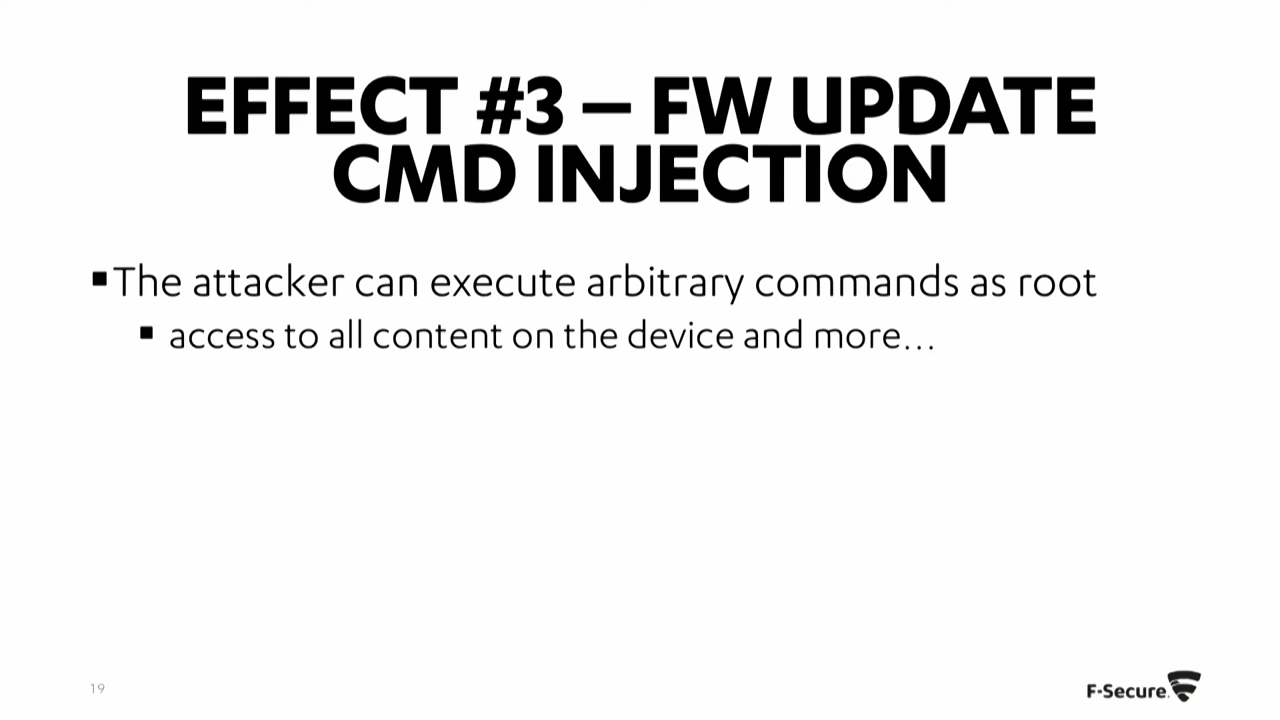 EFFECT #3 – FW UPDATE
CMD INJECTION
▪The attacker can execute arbitrary commands as root
▪ access to all content on the device and more...
19
F-Secure.